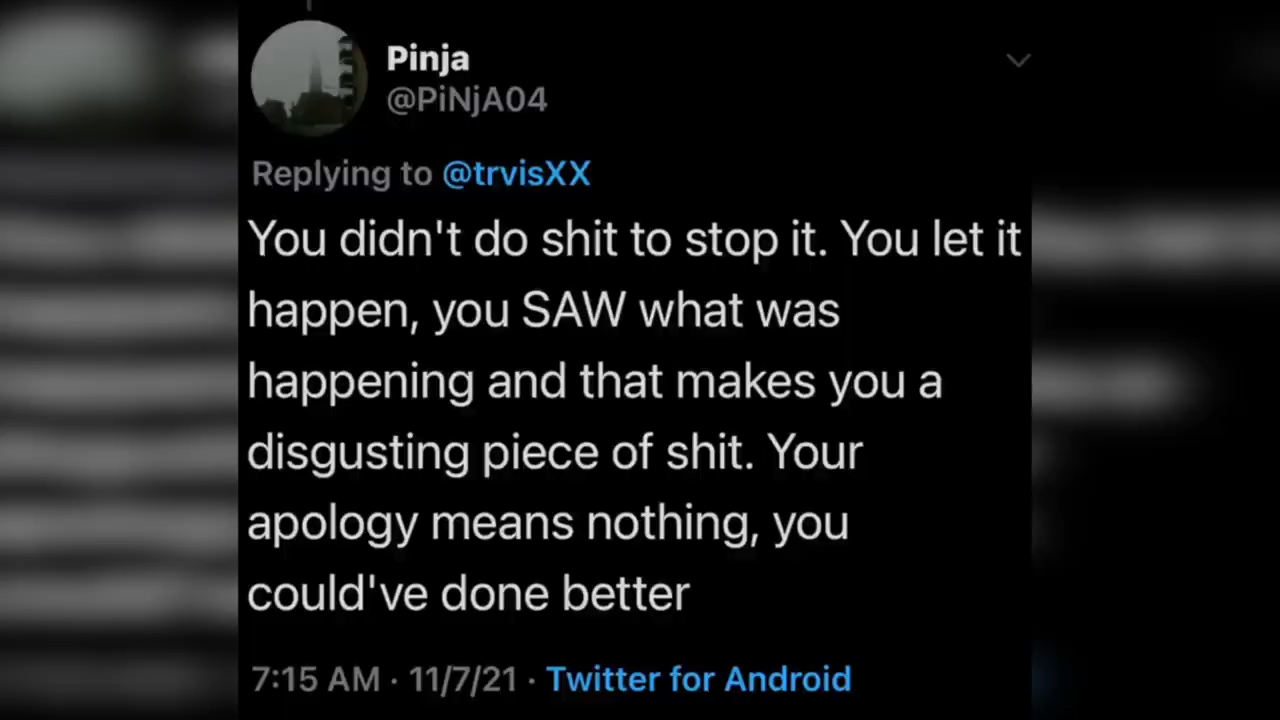 Pinja
@PiNjA04
Replying to @trvisXX
You didn't do shit to stop it. You let it
happen, you SAW what was
happening and that makes you a
disgusting piece of shit. Your
apology means nothing, you
could've done better
7:15 AM · 11/7/21 · Twitter for Android